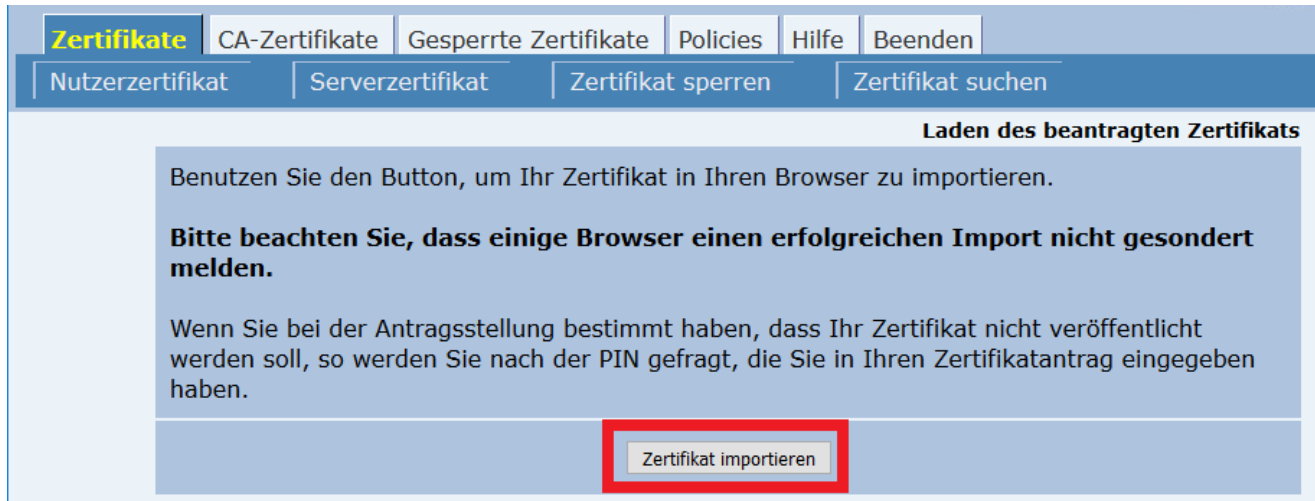 Zertifikate CA-Zertifikate Gesperrte Zertifikate Policies Hilfe Beenden
Nutzerzertifikat Serverzertifikat Zertifikat sperren Zertifikat suchen
Laden des beantragten Zertifikats
Benutzen Sie den Button, um Ihr Zertifikat in Ihren Browser zu importieren.
Bitte beachten Sie, dass einige Browser einen erfolgreichen Import nicht gesondert
melden.
Wenn Sie bei der Antragsstellung bestimmt haben, dass Ihr Zertifikat nicht veröffentlicht
werden soll, so werden Sie nach der PIN gefragt, die Sie in Ihren Zertifikatantrag eingegeben
haben.
Zertifikat importieren